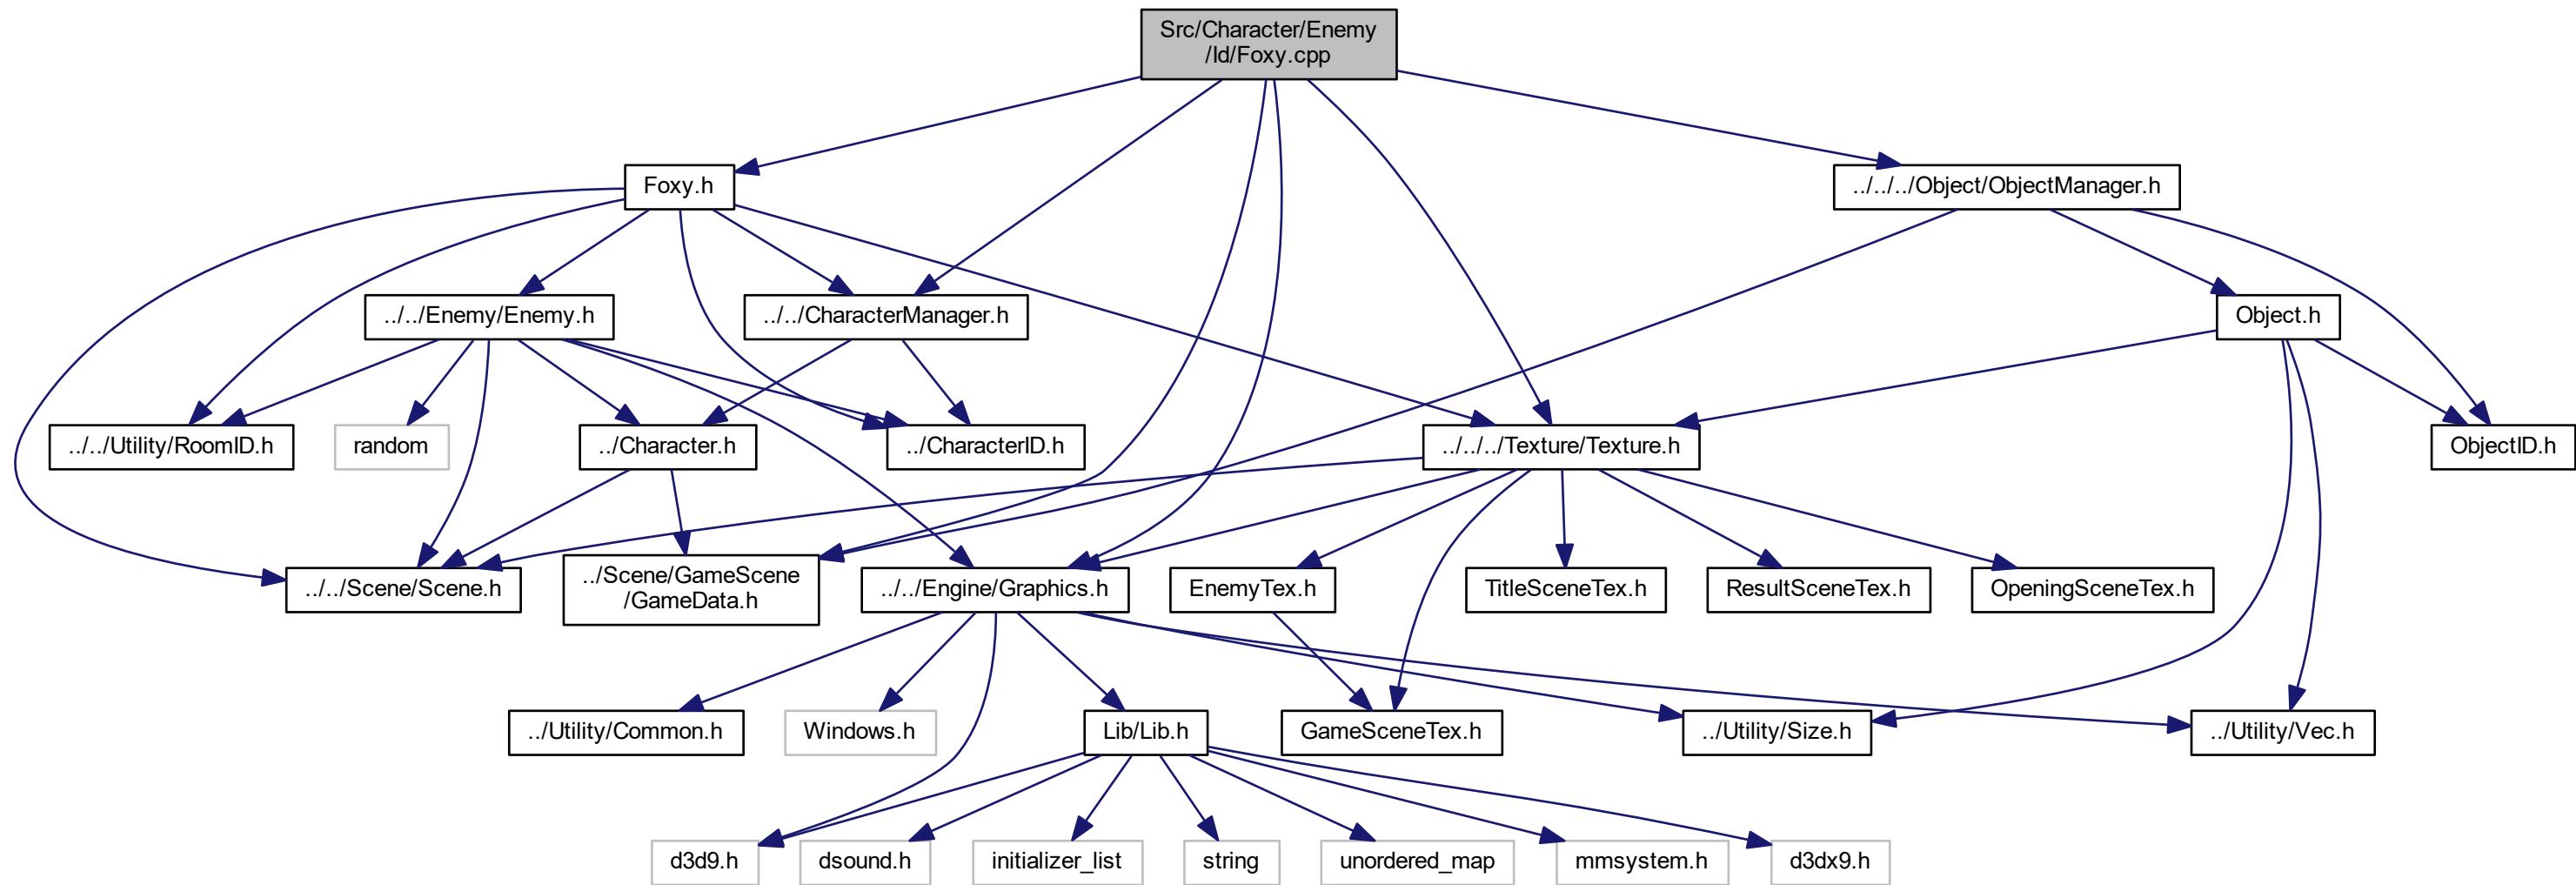 Src/Character/Enemy
/Id/Foxy.cpp
Foxy.h
../../../Object/ObjectManager.h
../../Enemy/Enemy.h
../../CharacterManager.h
Object.h
../../Utility/RoomID.h
random
../Character.h
../CharacterID.h
../../../Texture/Texture.h
ObjectID.h
../../Scene/Scene.h
../Scene/GameScene
/GameData.h
../../Engine/Graphics.h
EnemyTex.h
TitleSceneTex.h
ResultSceneTex.h
OpeningSceneTex.h
../Utility/Common.h
Windows.h
Lib/Lib.h
GameSceneTex.h
../Utility/Size.h
../Utility/Vec.h
d3d9.h
dsound.h
initializer_list
string
unordered_map
mmsystem.h
d3dx9.h